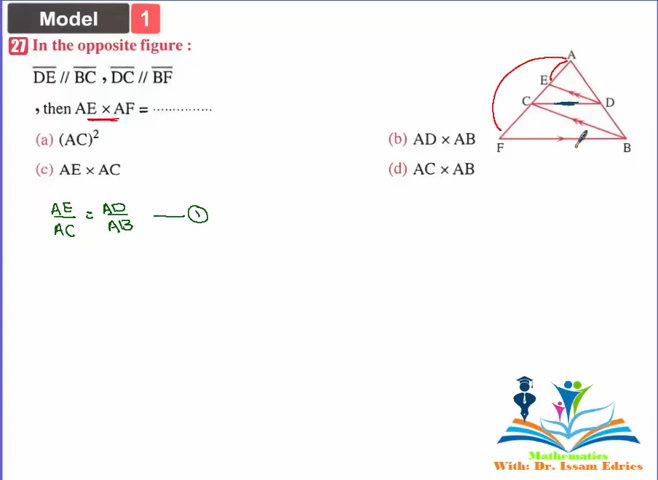 Model 1
27 In the opposite figure :
DE // BC , DC // BF
, then AE × AF = ..............
(a) (AC)²
(b) AD × AB
(c) AE × AC
(d) AC × AB
A
E
C
D
F
B
AE/AC = AD/AB — ①
Mathematics
With: Dr. Issam Edries